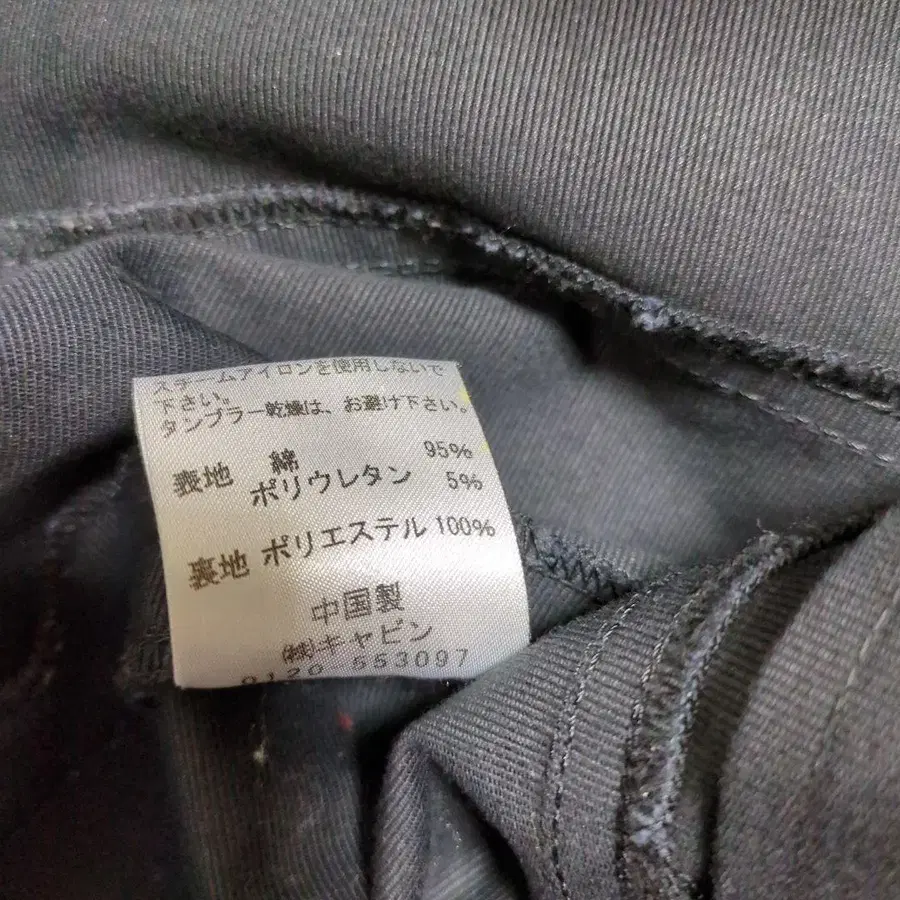 スチームアイロンを使用しないで
下さい。
タンブラー乾燥は、お避け下さい。
表地 綿 95%
ポリウレタン 5%
裏地 ポリエステル 100%
中国製
㈱キャビン
0120-553097